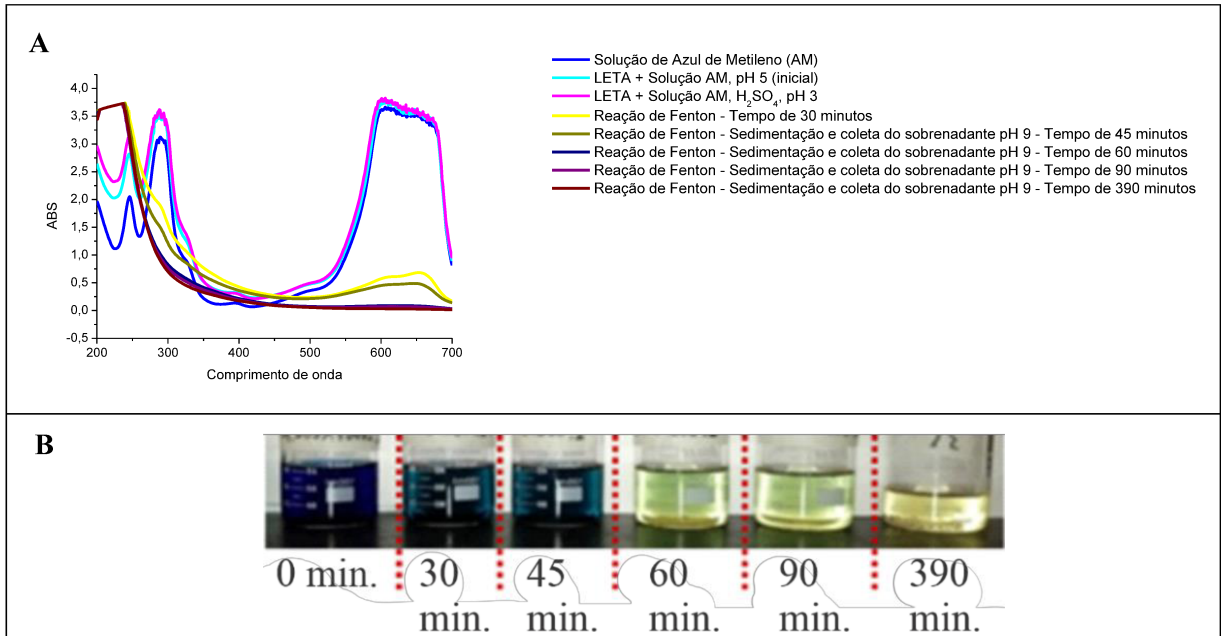 A
ABS
4,0
3,5
3,0
2,5
2,0
1,5
1,0
0,5
0,0
-0,5
200 300 400 500 600 700
Comprimento de onda
Solução de Azul de Metileno (AM)
LETA + Solução AM, pH 5 (inicial)
LETA + Solução AM, H₂SO₄, pH 3
Reação de Fenton - Tempo de 30 minutos
Reação de Fenton - Sedimentação e coleta do sobrenadante pH 9 - Tempo de 45 minutos
Reação de Fenton - Sedimentação e coleta do sobrenadante pH 9 - Tempo de 60 minutos
Reação de Fenton - Sedimentação e coleta do sobrenadante pH 9 - Tempo de 90 minutos
Reação de Fenton - Sedimentação e coleta do sobrenadante pH 9 - Tempo de 390 minutos
B
0 min. 30 45 60 90 390
min. min. min. min. min.